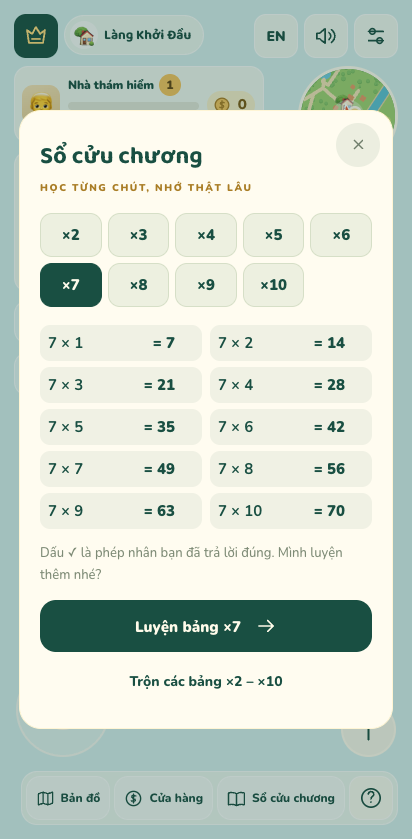 Làng Khởi Đầu
EN
Nhà thám hiểm 1
0
Sổ cửu chương
×
HỌC TỪNG CHÚT, NHỚ THẬT LÂU
×2 ×3 ×4 ×5 ×6
×7 ×8 ×9 ×10
7 × 1 = 7 7 × 2 = 14
7 × 3 = 21 7 × 4 = 28
7 × 5 = 35 7 × 6 = 42
7 × 7 = 49 7 × 8 = 56
7 × 9 = 63 7 × 10 = 70
Dấu ✓ là phép nhân bạn đã trả lời đúng. Mình luyện
thêm nhé?
Luyện bảng ×7 →
Trộn các bảng ×2 – ×10
Bản đồ
Cửa hàng
Sổ cửu chương
?